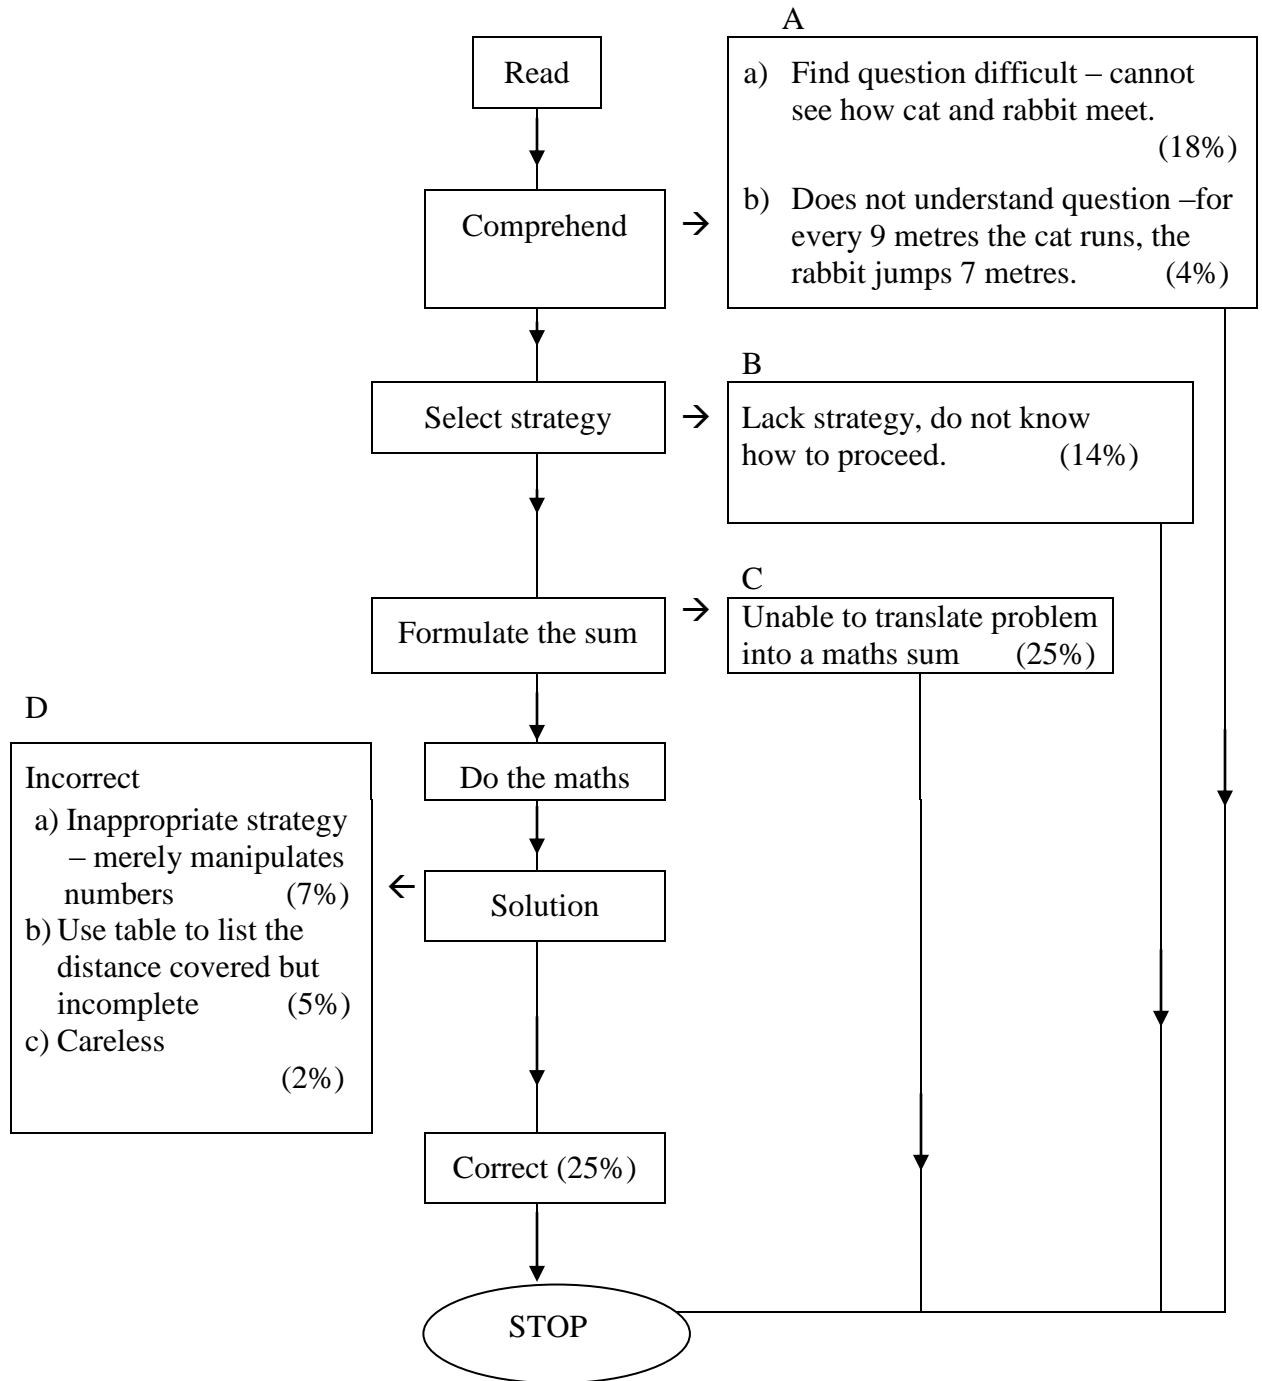 A
Read
a) Find question difficult – cannot
see how cat and rabbit meet.
(18%)
b) Does not understand question –for
every 9 metres the cat runs, the
rabbit jumps 7 metres. (4%)
Comprehend →
B
Select strategy →
Lack strategy, do not know
how to proceed. (14%)
C
Formulate the sum →
Unable to translate problem
into a maths sum (25%)
D
Do the maths
Incorrect
a) Inappropriate strategy
– merely manipulates
numbers (7%)
b) Use table to list the
distance covered but
incomplete (5%)
c) Careless
(2%)
← Solution
Correct (25%)
STOP